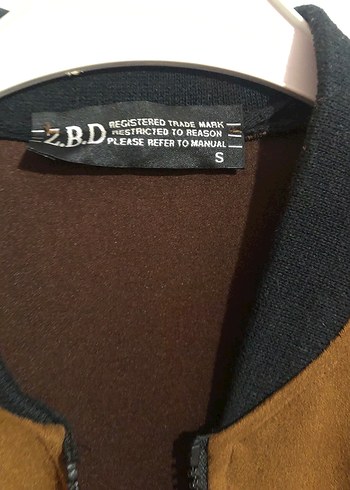 Z.B.D
REGISTERED TRADE MARK
RESTRICTED TO REASON
PLEASE REFER TO MANUAL
S